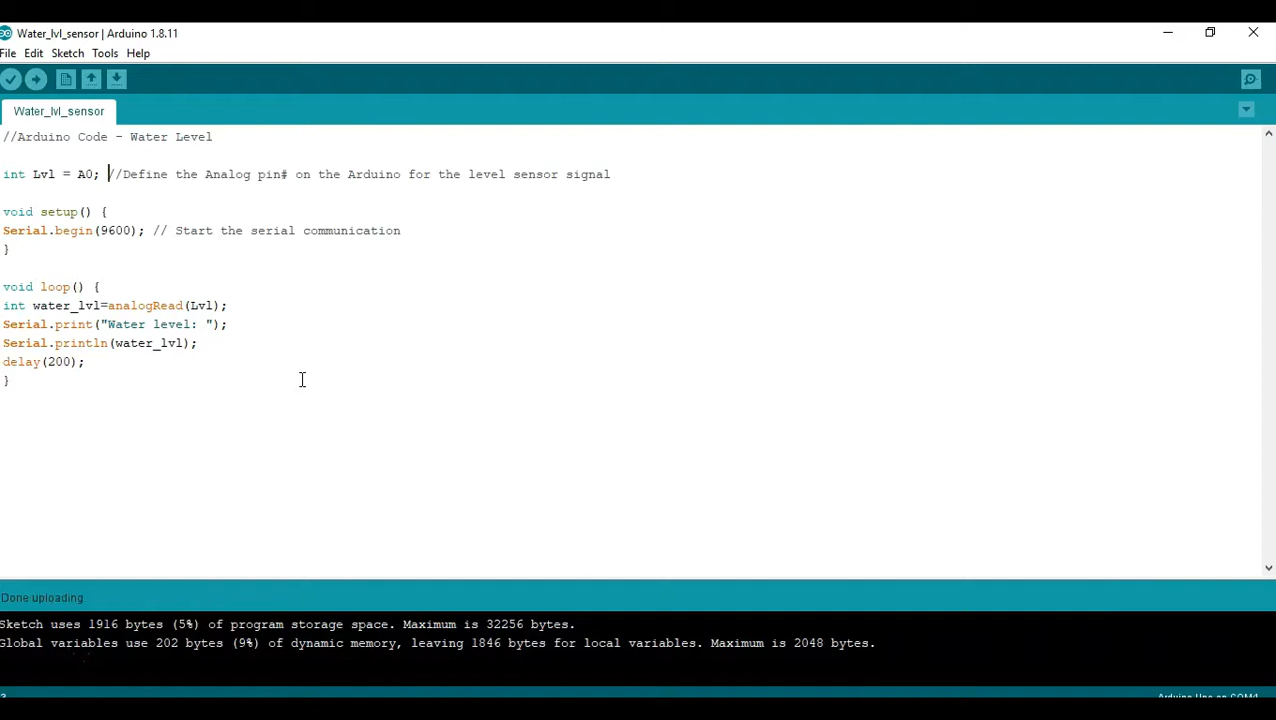 Water_lvl_sensor | Arduino 1.8.11
File Edit Sketch Tools Help
Water_lvl_sensor
//Arduino Code - Water Level
int Lvl = A0; //Define the Analog pin# on the Arduino for the level sensor signal
void setup() {
Serial.begin(9600); // Start the serial communication
}
void loop() {
int water_lvl=analogRead(Lvl);
Serial.print("Water level: ");
Serial.println(water_lvl);
delay(200);
}
Done uploading.
Sketch uses 1916 bytes (5%) of program storage space. Maximum is 32256 bytes.
Global variables use 202 bytes (9%) of dynamic memory, leaving 1846 bytes for local variables. Maximum is 2048 bytes.
3
Arduino Uno on